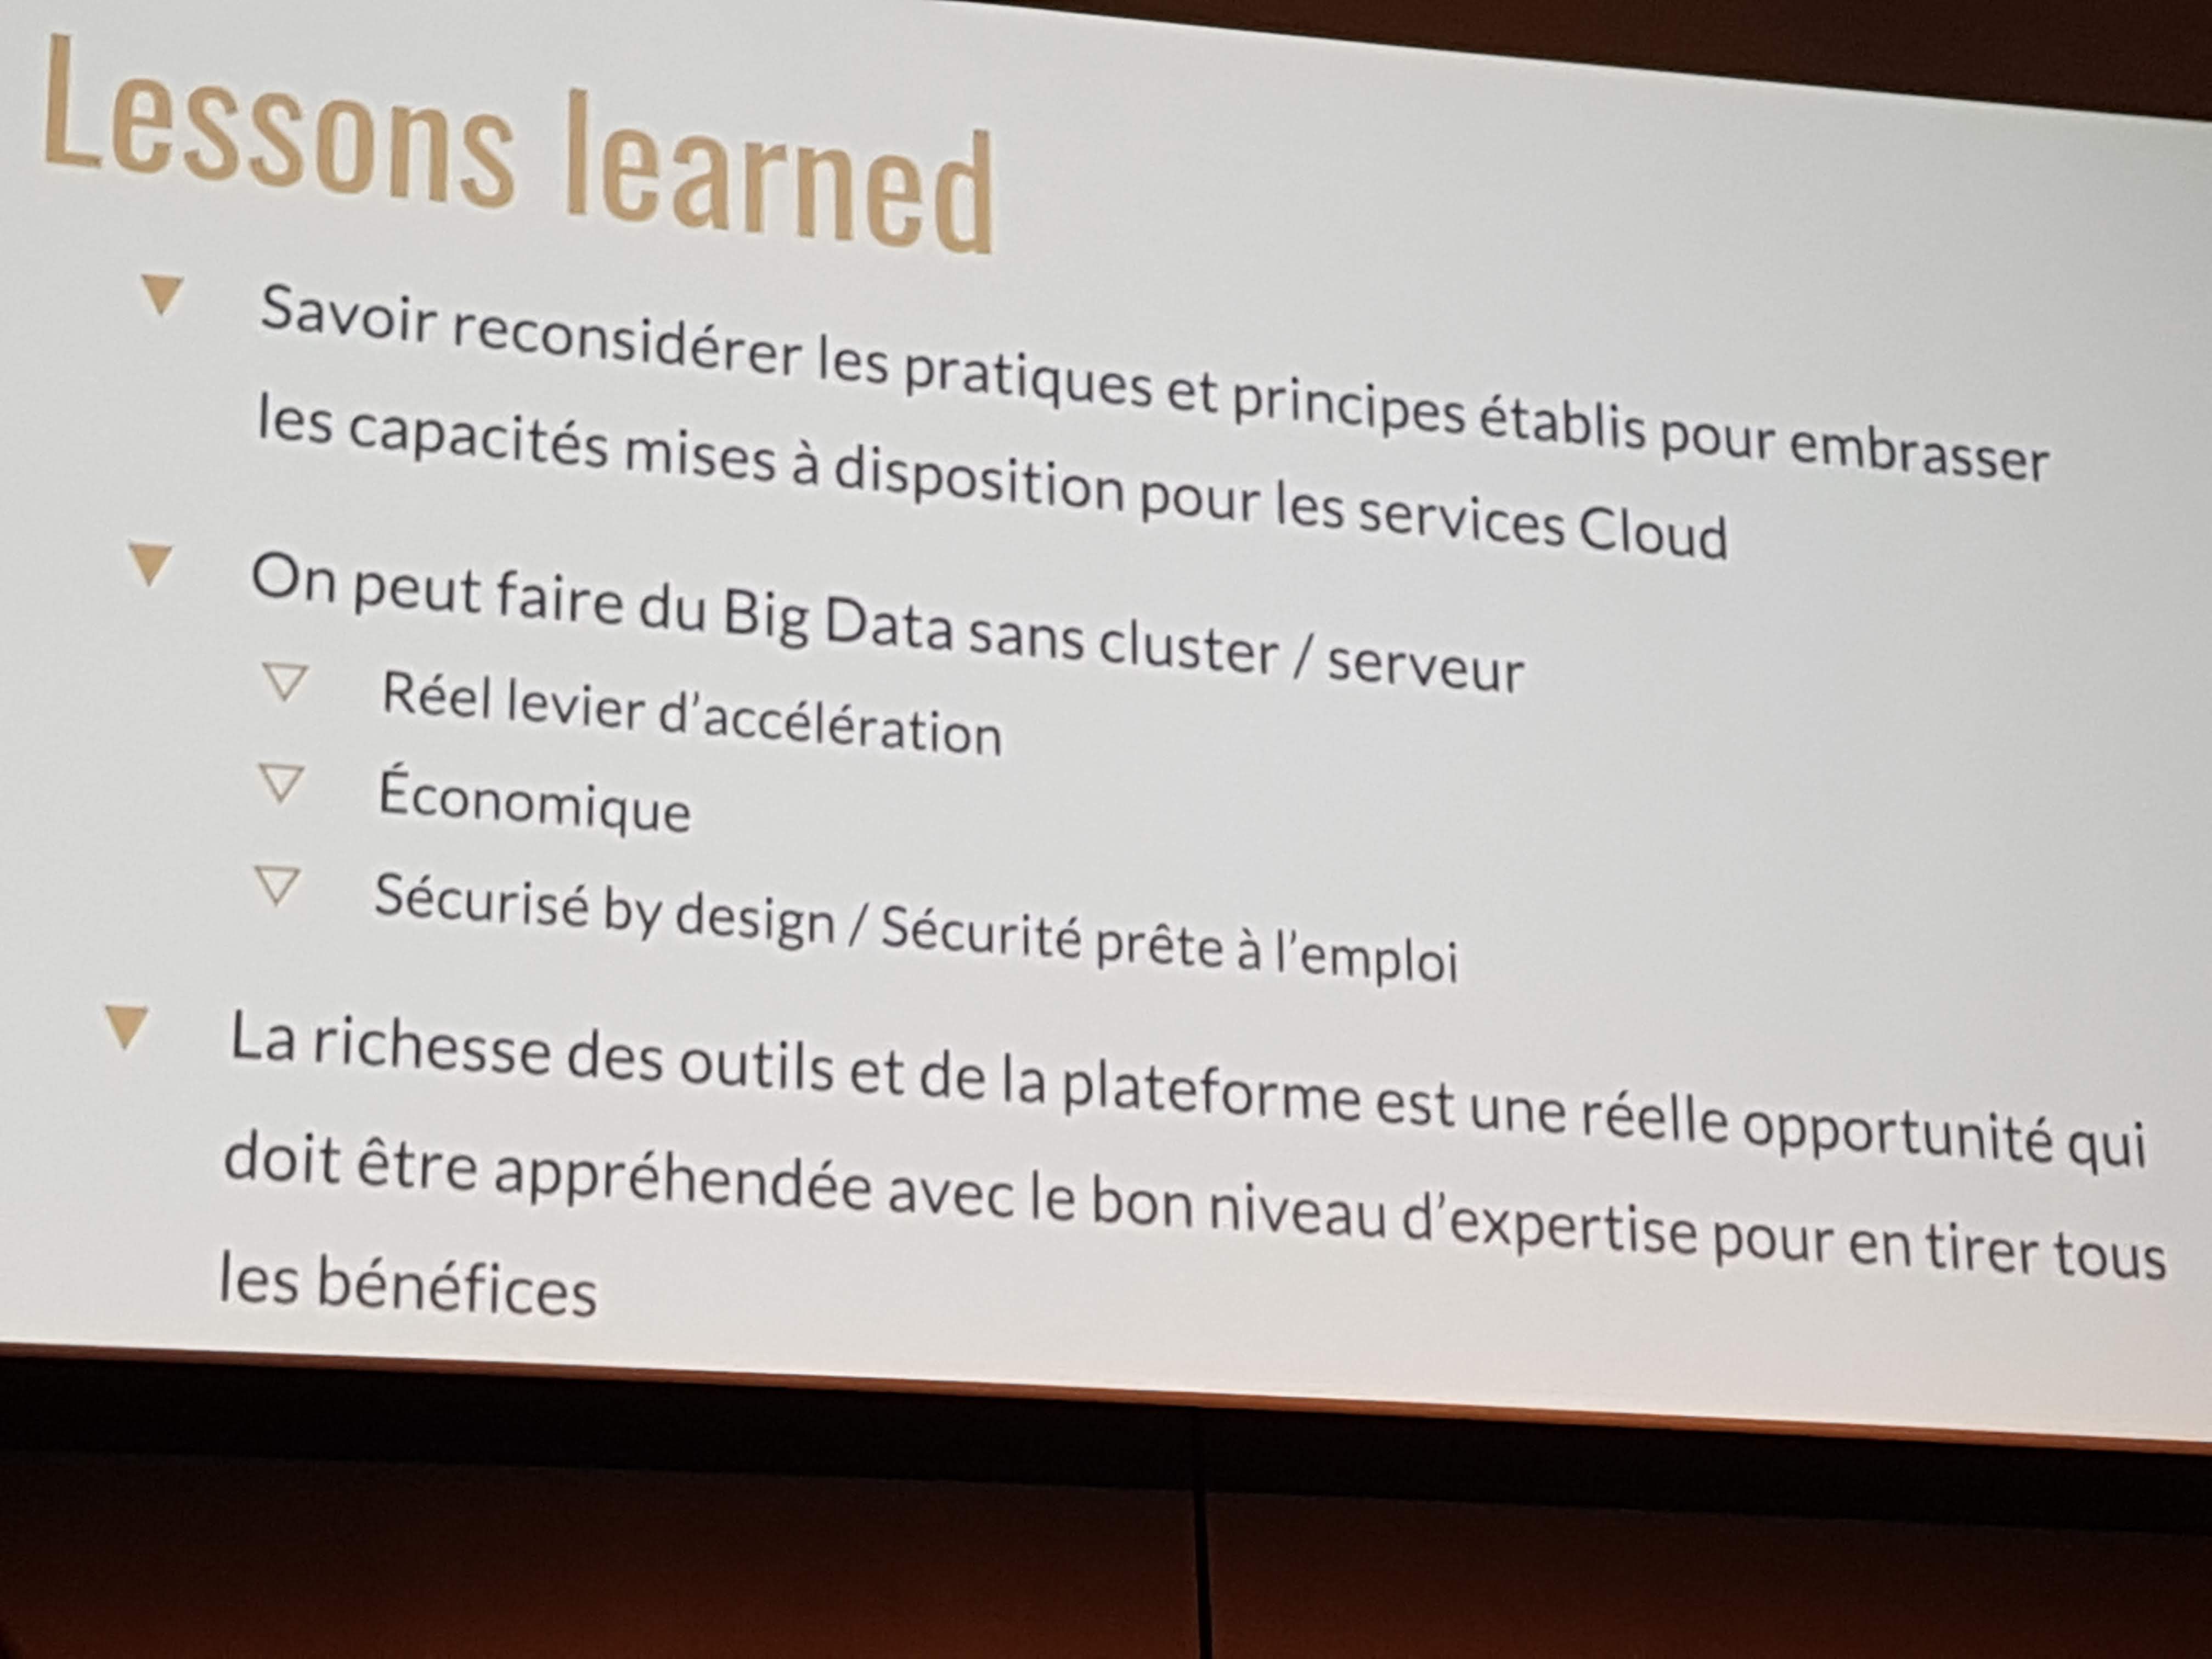 Lessons learned
Savoir reconsidérer les pratiques et principes établis pour embrasser
les capacités mises à disposition pour les services Cloud
On peut faire du Big Data sans cluster / serveur
Réel levier d'accélération
Économique
Sécurisé by design / Sécurité prête à l'emploi
La richesse des outils et de la plateforme est une réelle opportunité qui
doit être appréhendée avec le bon niveau d'expertise pour en tirer tous
les bénéfices